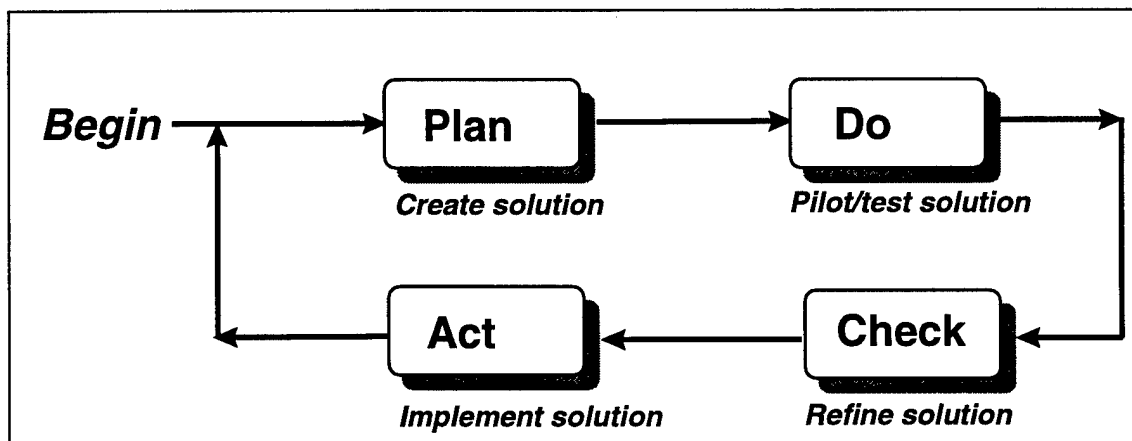 Begin
Plan
Do
Create solution
Pilot/test solution
Act
Check
Implement solution
Refine solution